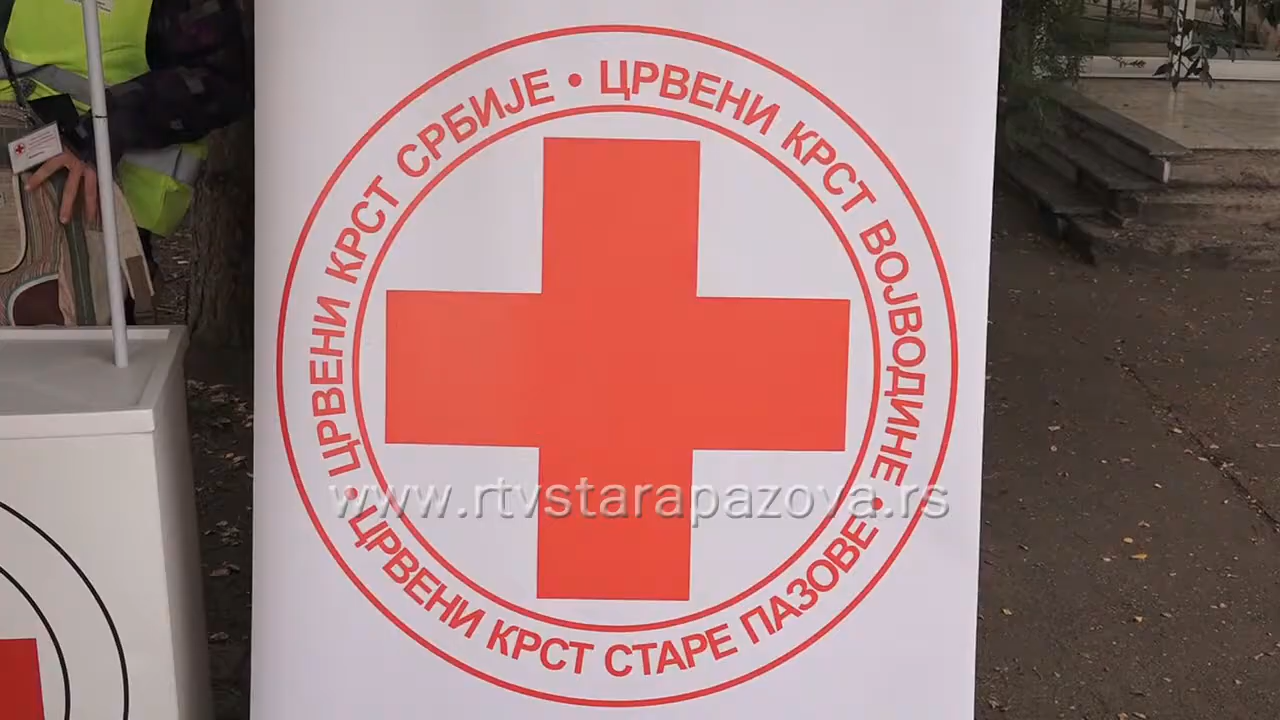 ЦРВЕНИ КРСТ СРБИЈЕ • ЦРВЕНИ КРСТ ВОЈВОДИНЕ •
ЦРВЕНИ КРСТ СТАРЕ ПАЗОВЕ •
www.rtvstarapazova.rs